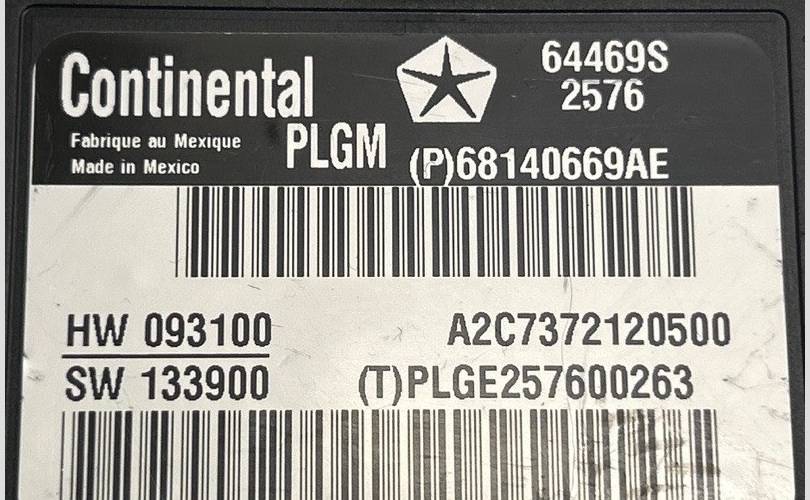 Continental
Fabrique au Mexique
Made in Mexico
PLGM
64469S
2576
(P)68140669AE
HW 093100
SW 133900
A2C7372120500
(T)PLGE257600263